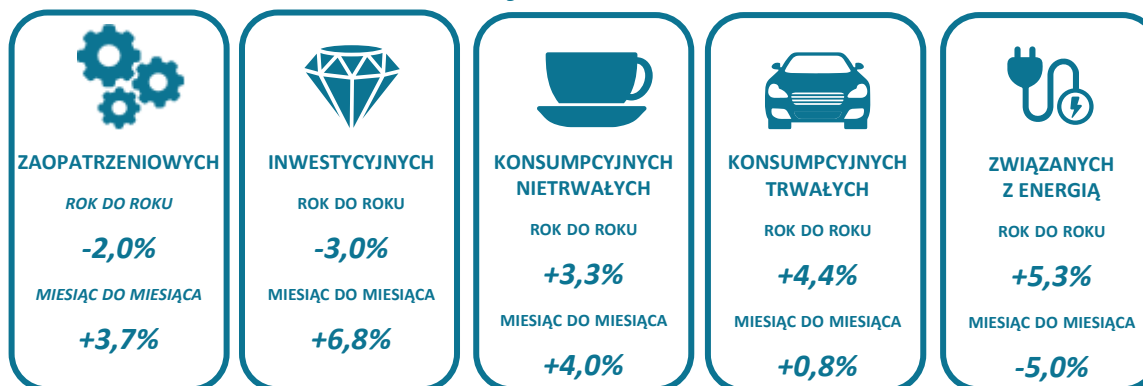 ZAOPATRZENIOWYCH
ROK DO ROKU
-2,0%
MIESIĄC DO MIESIĄCA
+3,7%
INWESTYCYJNYCH
ROK DO ROKU
-3,0%
MIESIĄC DO MIESIĄCA
+6,8%
KONSUMPCYJNYCH
NIETRWAŁYCH
ROK DO ROKU
+3,3%
MIESIĄC DO MIESIĄCA
+4,0%
KONSUMPCYJNYCH
TRWAŁYCH
ROK DO ROKU
+4,4%
MIESIĄC DO MIESIĄCA
+0,8%
ZWIĄZANYCH
Z ENERGIĄ
ROK DO ROKU
+5,3%
MIESIĄC DO MIESIĄCA
-5,0%